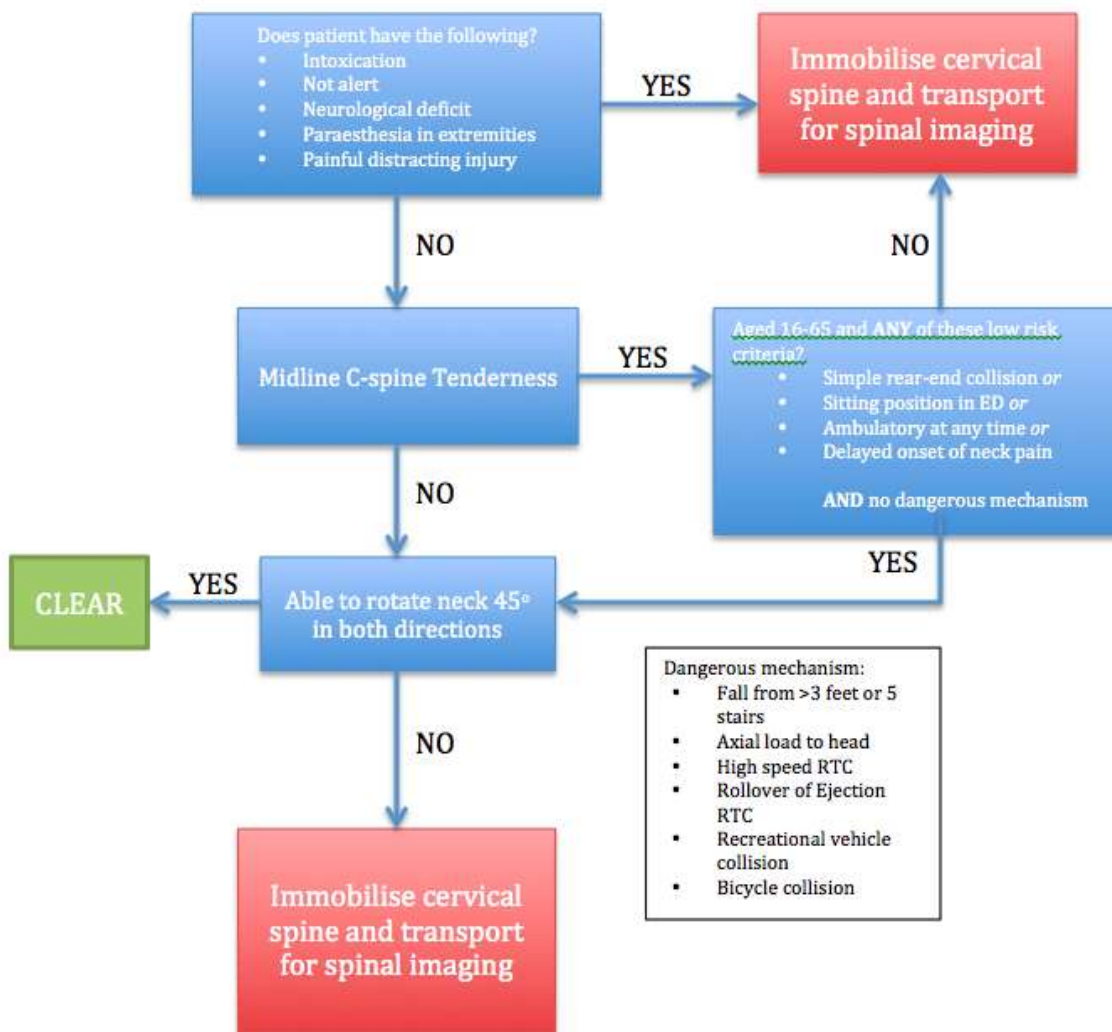 Does patient have the following?
• Intoxication
• Not alert
• Neurological deficit
• Paraesthesia in extremities
• Painful distracting injury
YES
Immobilise cervical
spine and transport
for spinal imaging
NO
NO
Midline C-spine Tenderness
YES
Aged 16-65 and ANY of these low risk
criteria?
• Simple rear-end collision or
• Sitting position in ED or
• Ambulatory at any time or
• Delayed onset of neck pain
AND no dangerous mechanism
NO
YES
CLEAR
YES
Able to rotate neck 45°
in both directions
NO
Dangerous mechanism:
▪ Fall from >3 feet or 5
stairs
▪ Axial load to head
▪ High speed RTC
▪ Rollover of Ejection
RTC
▪ Recreational vehicle
collision
▪ Bicycle collision
Immobilise cervical
spine and transport
for spinal imaging